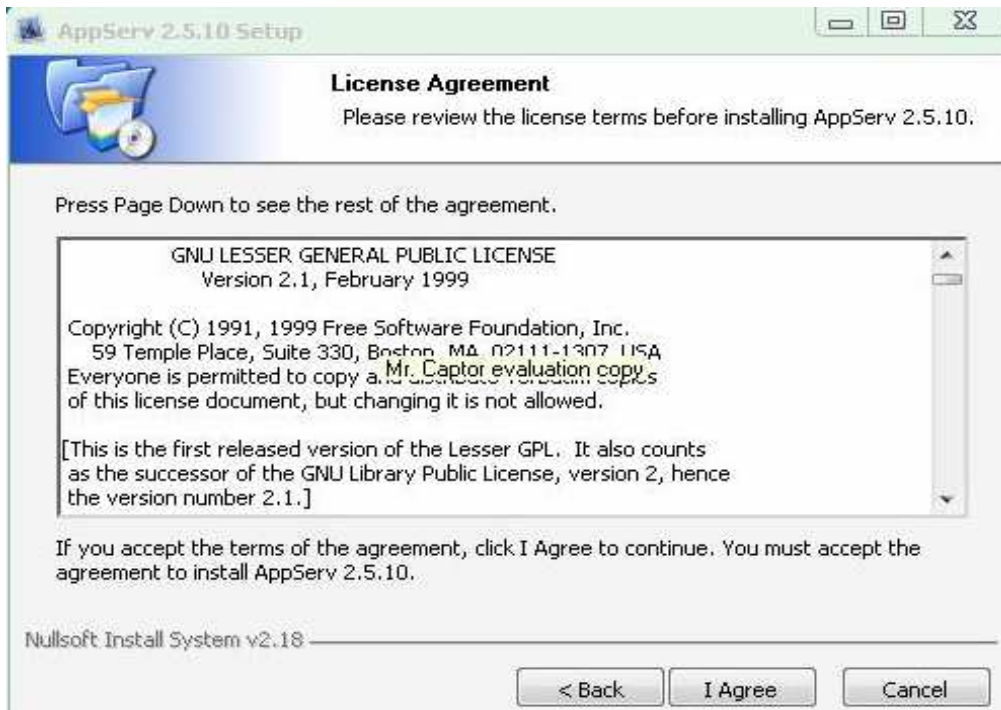 AppServ 2.5.10 Setup
License Agreement
Please review the license terms before installing AppServ 2.5.10.
Press Page Down to see the rest of the agreement.
GNU LESSER GENERAL PUBLIC LICENSE
Version 2.1, February 1999
Copyright (C) 1991, 1999 Free Software Foundation, Inc.
59 Temple Place, Suite 330, Boston, MA 02111-1307 USA
Everyone is permitted to copy and distribute verbatim copies
Mr. Captor evaluation copy
of this license document, but changing it is not allowed.
[This is the first released version of the Lesser GPL. It also counts
as the successor of the GNU Library Public License, version 2, hence
the version number 2.1.]
If you accept the terms of the agreement, click I Agree to continue. You must accept the
agreement to install AppServ 2.5.10.
Nullsoft Install System v2.18
< Back I Agree Cancel